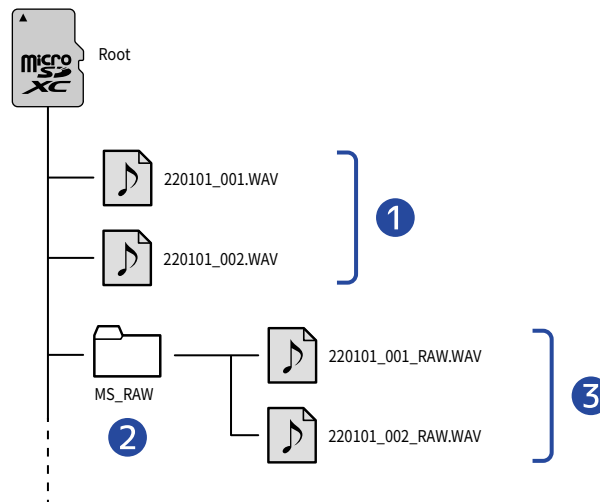 micro
SD
XC
Root
220101_001.WAV
1
220101_002.WAV
220101_001_RAW.WAV
3
MS_RAW
2
220101_002_RAW.WAV